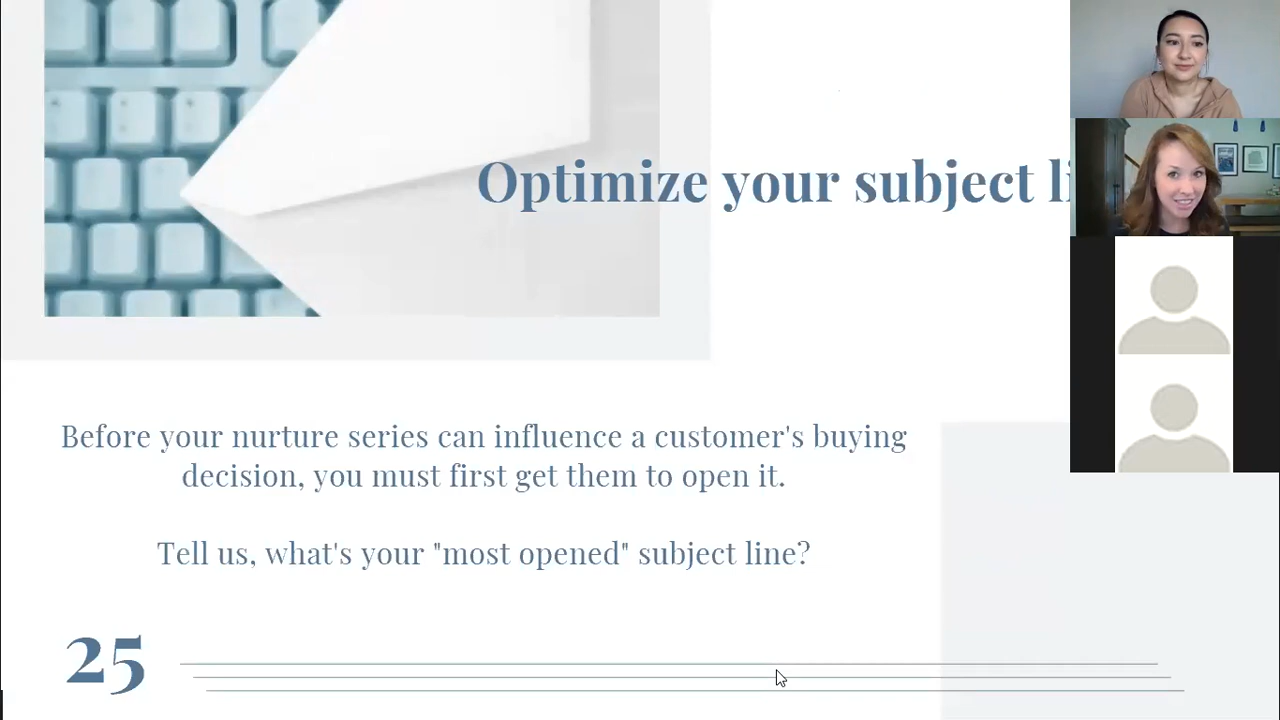 Optimize your subject
Before your nurture series can influence a customer's buying
decision, you must first get them to open it.
Tell us, what's your "most opened" subject line?
25